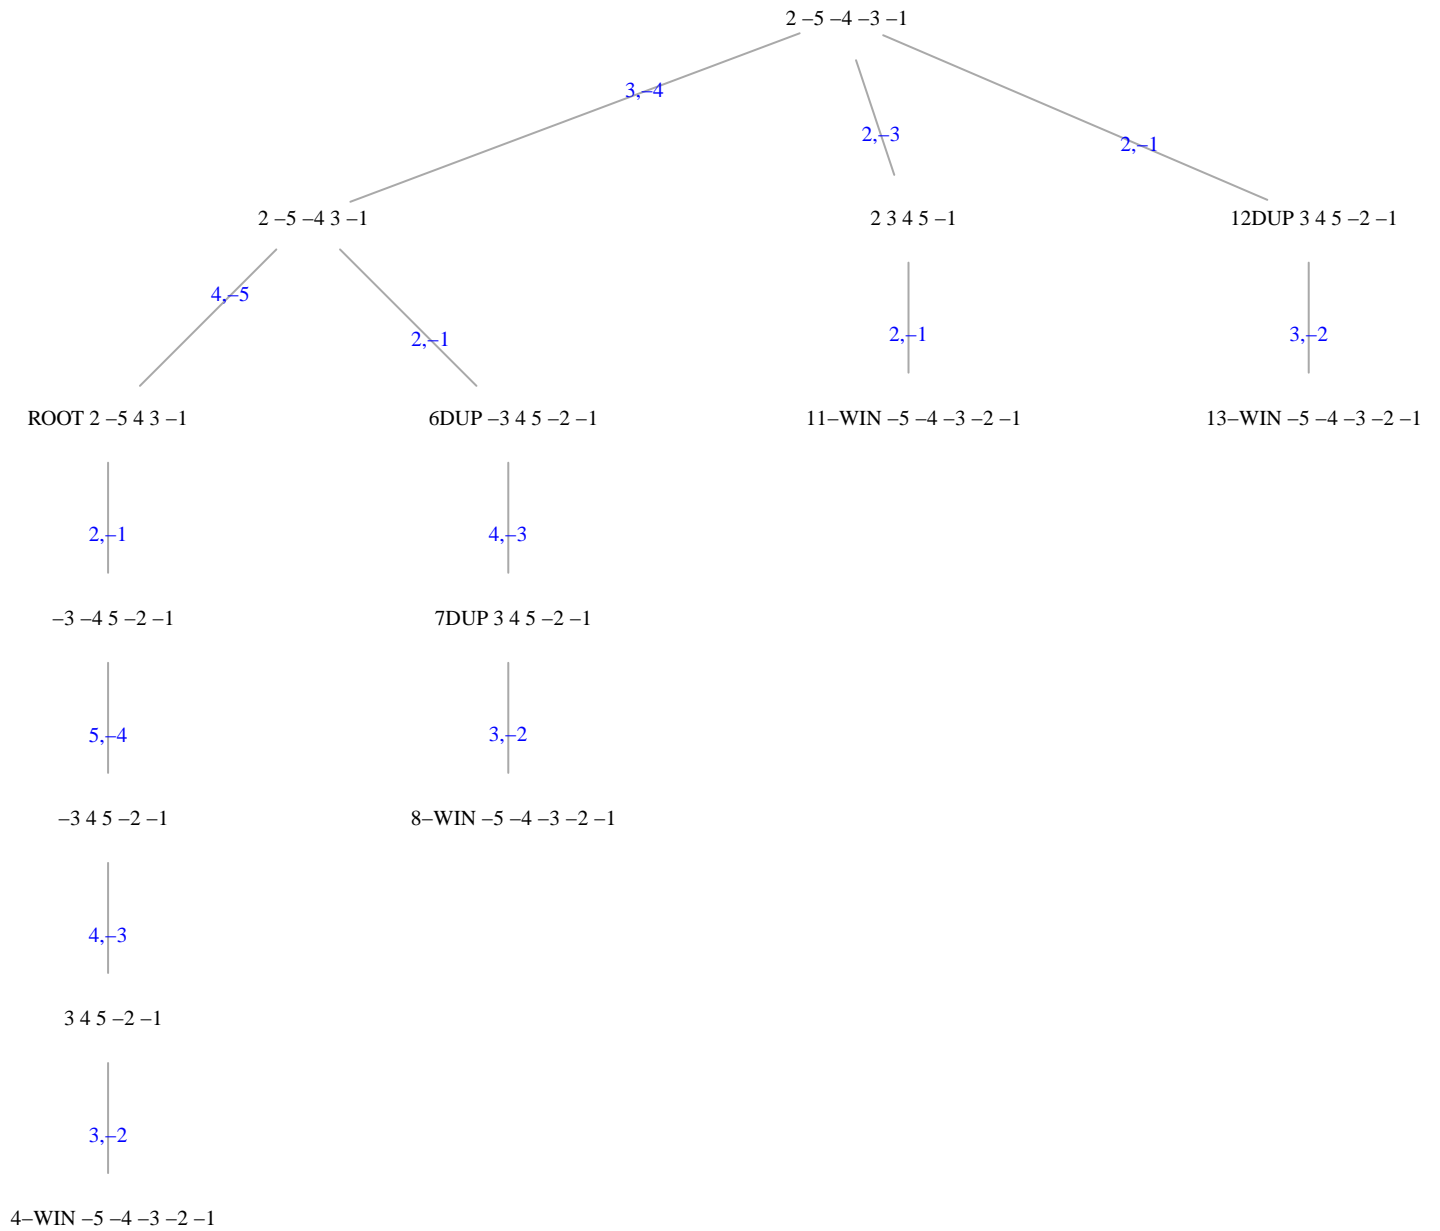 2 –5 –4 –3 –1
3,–4
2,–3
2,–1
2 –5 –4 3 –1
2 3 4 5 –1
12DUP 3 4 5 –2 –1
4,–5
2,–1
2,–1
3,–2
ROOT 2 –5 4 3 –1
6DUP –3 4 5 –2 –1
11–WIN –5 –4 –3 –2 –1
13–WIN –5 –4 –3 –2 –1
2,–1
4,–3
–3 –4 5 –2 –1
7DUP 3 4 5 –2 –1
5,–4
3,–2
–3 4 5 –2 –1
8–WIN –5 –4 –3 –2 –1
4,–3
3 4 5 –2 –1
3,–2
4–WIN –5 –4 –3 –2 –1